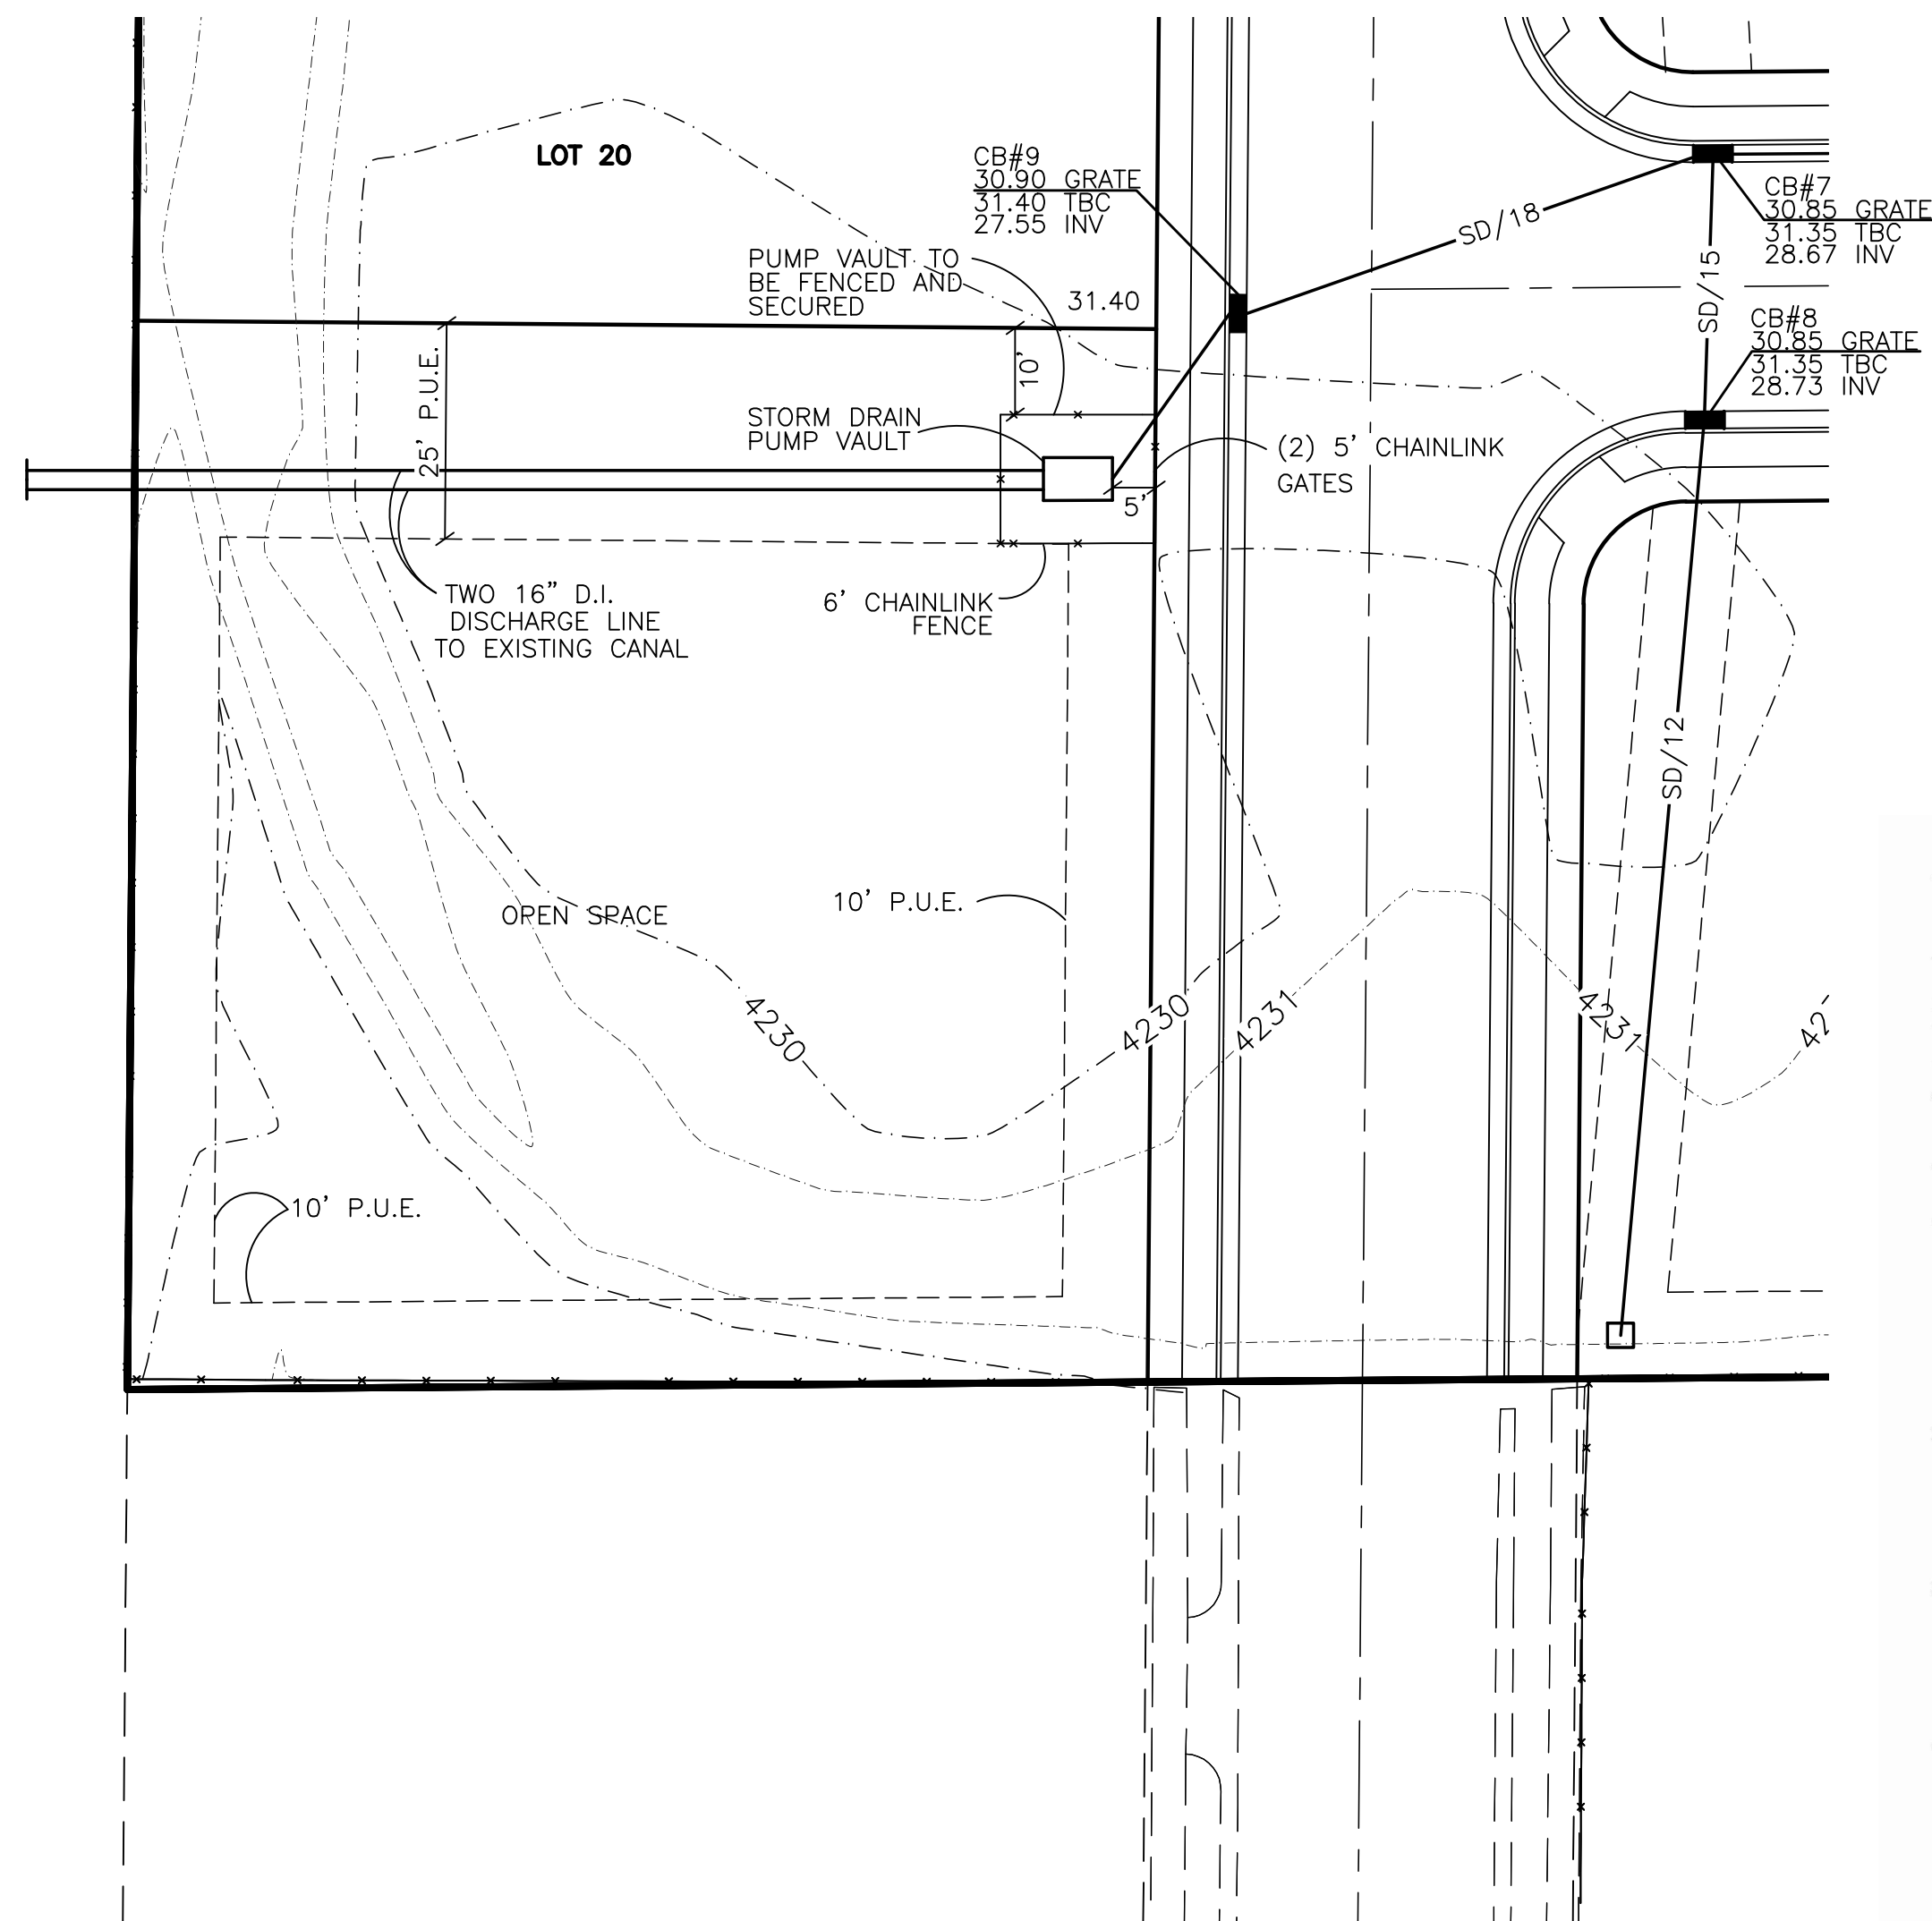 LOT 20
CB#9
30.90 GRATE
31.40 TBC
27.55 INV
SD/18
CB#7
30.85 GRATE
31.35 TBC
28.67 INV
PUMP VAULT TO
BE FENCED AND
SECURED
31.40
SD/15
CB#8
30.85 GRATE
31.35 TBC
28.73 INV
25' P.U.E.
10'
STORM DRAIN
PUMP VAULT
(2) 5' CHAINLINK
GATES
5'
TWO 16" D.I.
DISCHARGE LINE
TO EXISTING CANAL
6' CHAINLINK
FENCE
SD/12
OPEN SPACE
10' P.U.E.
4230
4230
4231
4231
42
10' P.U.E.